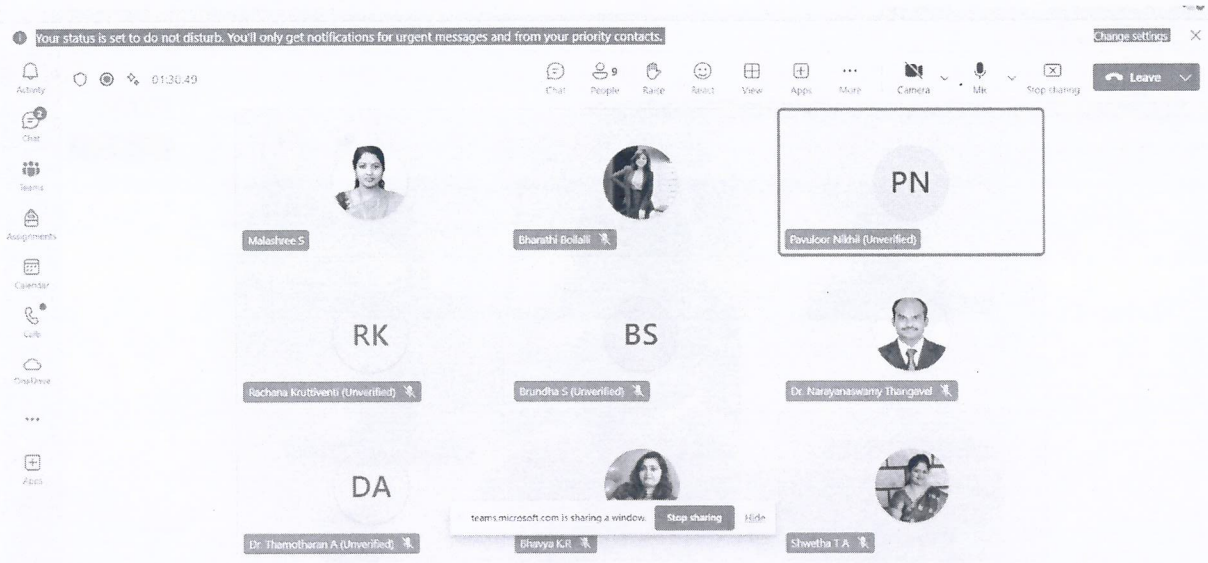 Your status is set to do not disturb. You'll only get notifications for urgent messages and from your priority contacts.
Change settings
Activity
01:30:49
9
Chat
People
Raise
React
View
Apps
More
Camera
Mic
Stop sharing
Leave
2
Chat
Teams
Assignments
Calendar
Calls
OneDrive
Apps
Malashree S
Bharathi Boilalli
PN
Pavuloor Nikhil (Unverified)
RK
Rachana Kruttiventi (Unverified)
BS
Brundha S (Unverified)
Dr. Narayanaswamy Thangavel
DA
Dr. Thamotharan A (Unverified)
teams.microsoft.com is sharing a window.
Stop sharing
Hide
Bhavya K.R
Shwetha T A